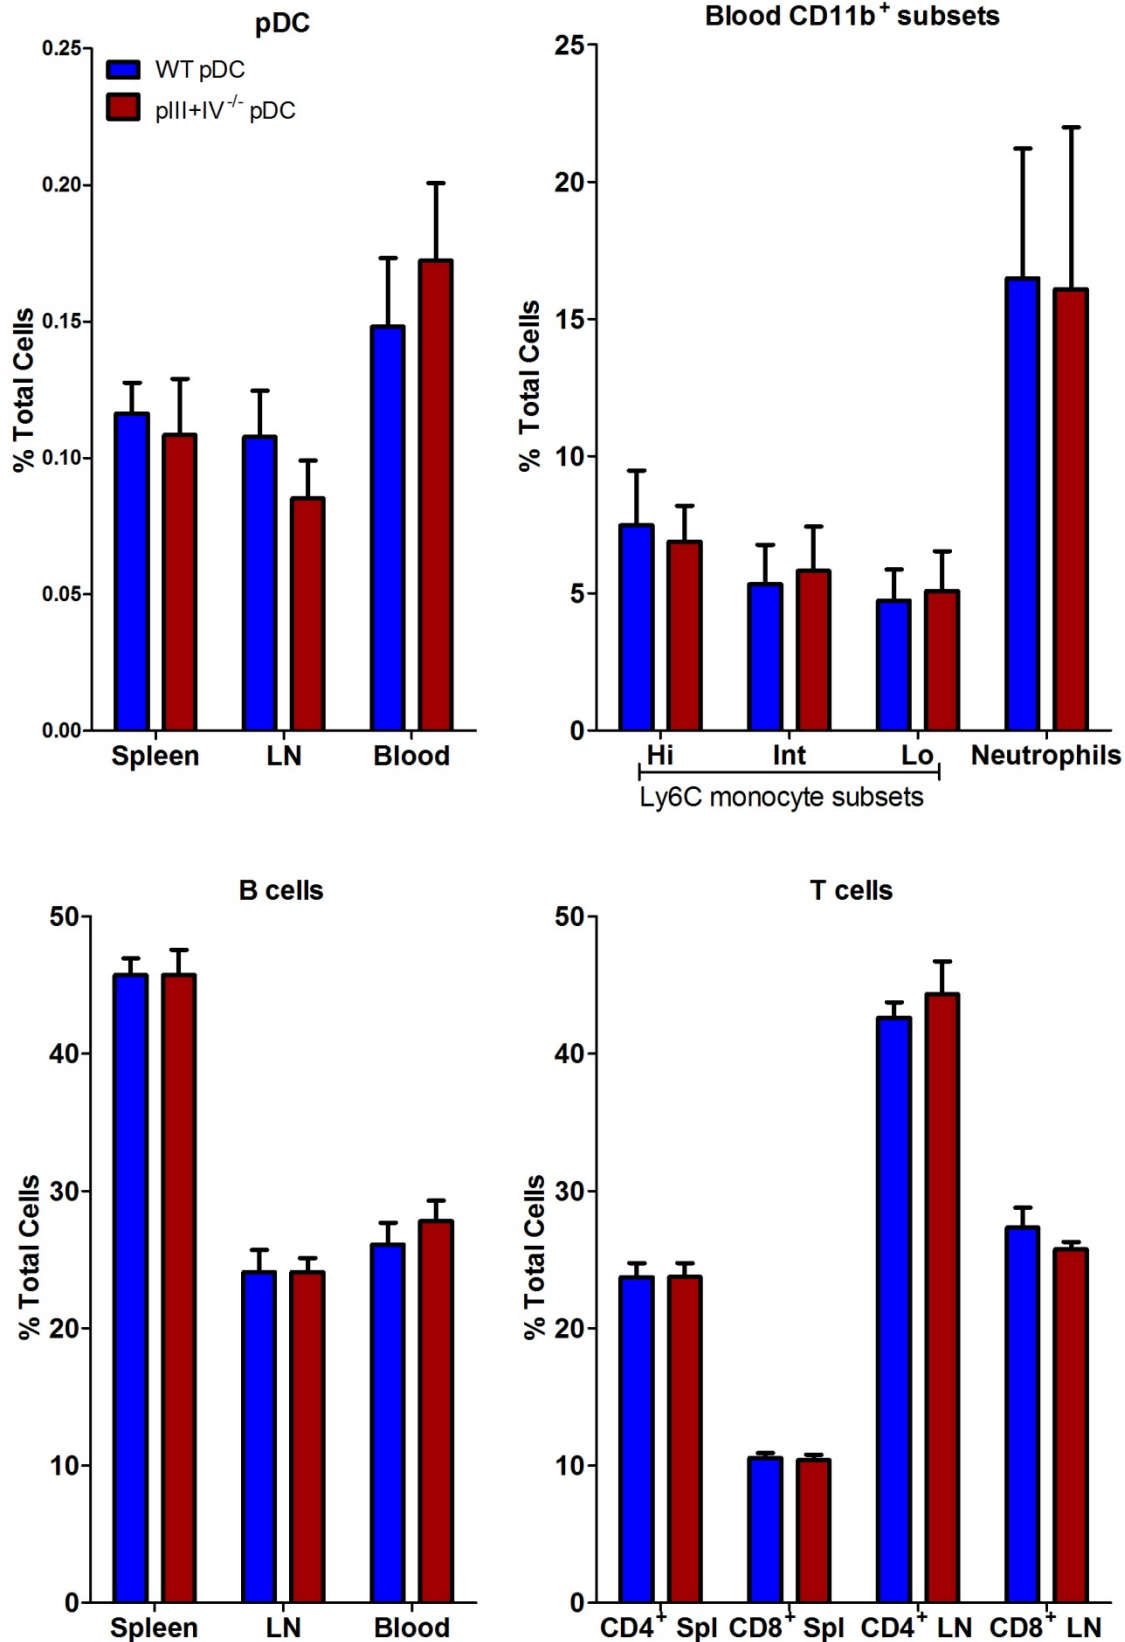 pDC
WT pDC
pIII+IV-/- pDC
% Total Cells
0.25
0.20
0.15
0.10
0.05
0.00
Spleen LN Blood
Blood CD11b+ subsets
% Total Cells
25
20
15
10
5
0
Hi Int Lo Neutrophils
Ly6C monocyte subsets
B cells
% Total Cells
50
40
30
20
10
0
Spleen LN Blood
T cells
% Total Cells
50
40
30
20
10
0
CD4+ Spl CD8+ Spl CD4+ LN CD8+ LN